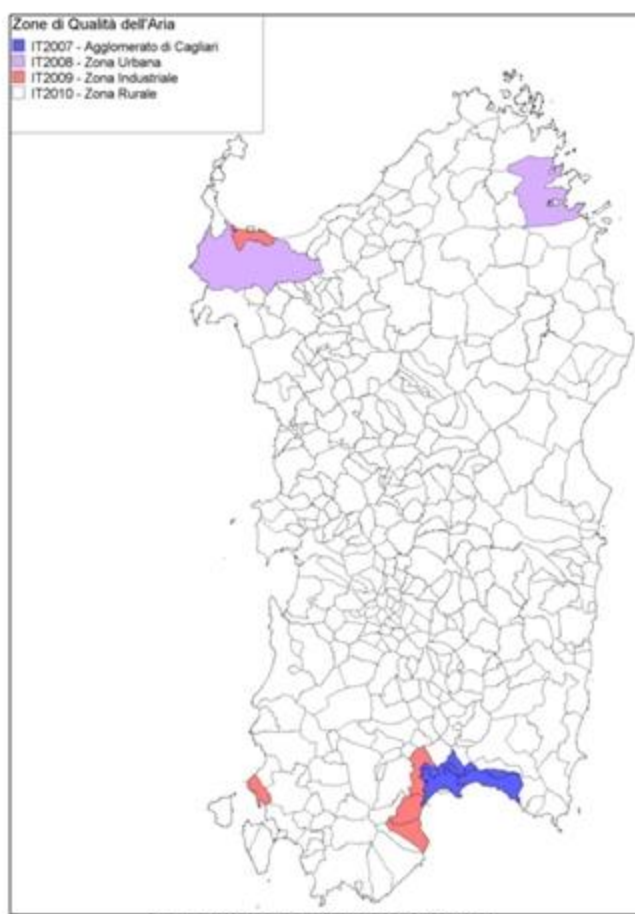 Zone di Qualità dell'Aria
IT2007 - Agglomerato di Cagliari
IT2008 - Zona Urbana
IT2009 - Zona Industriale
IT2010 - Zona Rurale